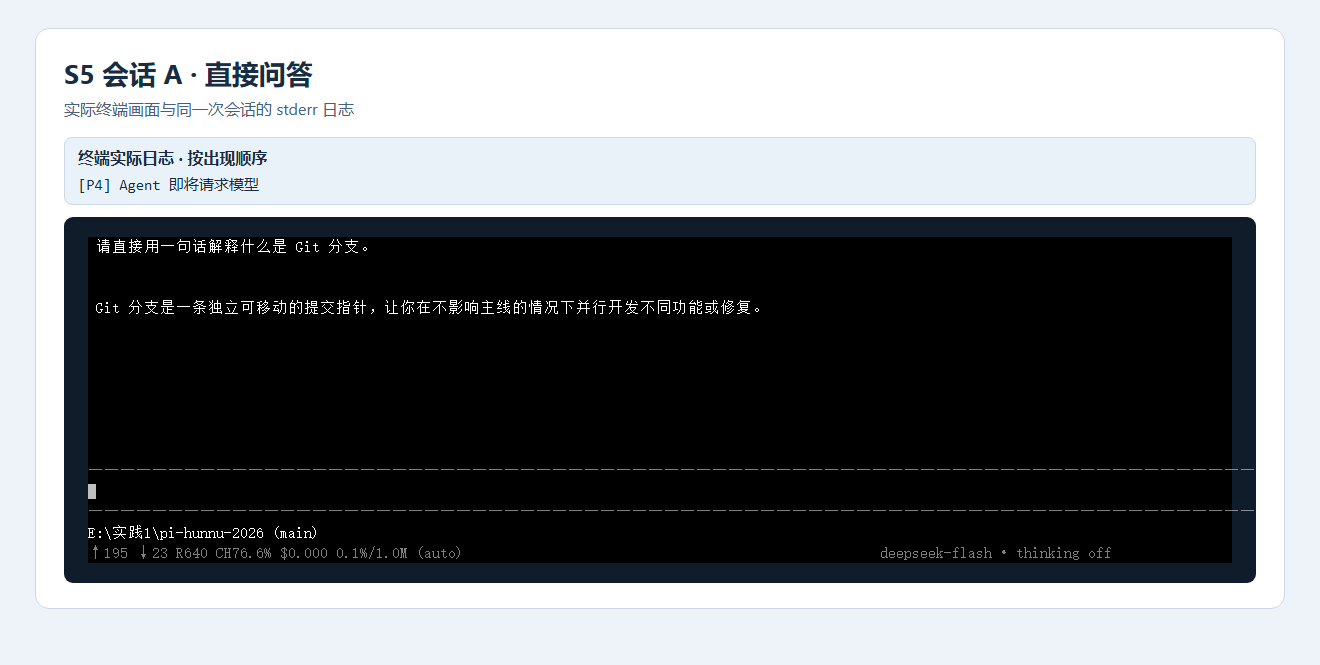 S5 会话 A · 直接问答
实际终端画面与同一次会话的 stderr 日志
终端实际日志 · 按出现顺序
[P4] Agent 即将请求模型
请直接用一句话解释什么是 Git 分支。
Git 分支是一条独立可移动的提交指针，让你在不影响主线的情况下并行开发不同功能或修复。
E:\实践1\pi-hunnu-2026 (main)
↑195 ↓23 R640 CH76.6% $0.000 0.1%/1.0M (auto) deepseek-flash • thinking off